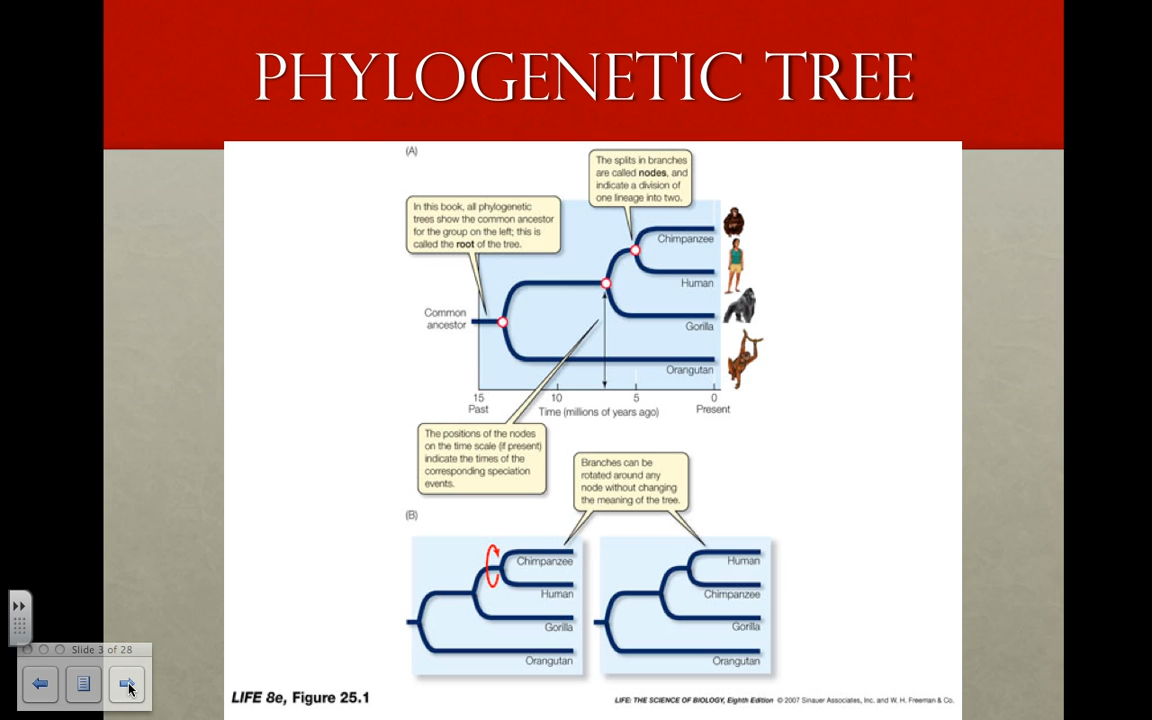 PHYLOGENETIC TREE
(A)
The splits in branches
are called nodes, and
indicate a division of
one lineage into two.
In this book, all phylogenetic
trees show the common ancestor
for the group on the left; this is
called the root of the tree.
Chimpanzee
Human
Common
ancestor
Gorilla
Orangutan
15 10 5 0
Past Time (millions of years ago) Present
The positions of the nodes
on the time scale (if present)
indicate the times of the
corresponding speciation
events.
Branches can be
rotated around any
node without changing
the meaning of the tree.
(B)
Chimpanzee
Human
Gorilla
Orangutan
Human
Chimpanzee
Gorilla
Orangutan
Slide 3 of 28
LIFE 8e, Figure 25.1
LIFE: THE SCIENCE OF BIOLOGY, Eighth Edition © 2007 Sinauer Associates, Inc. and W. H. Freeman & Co.